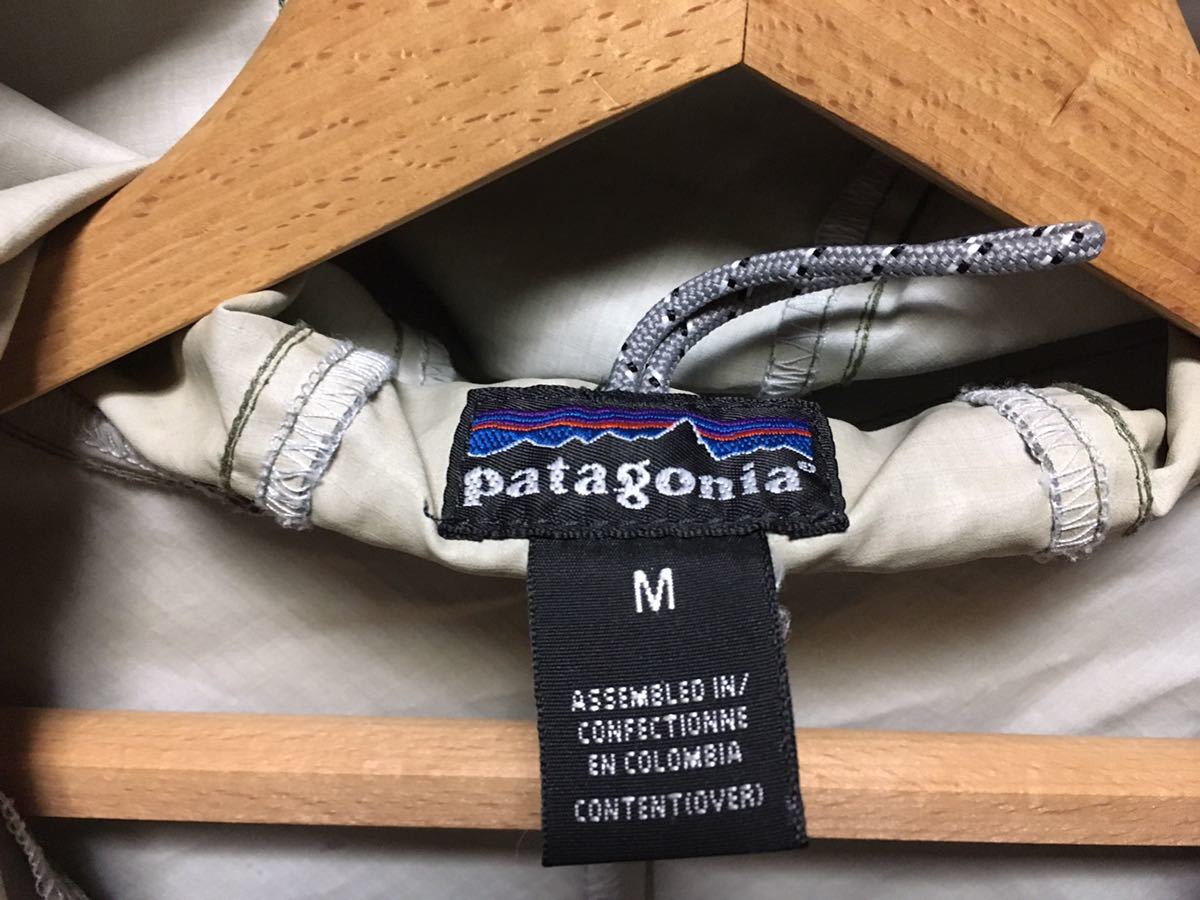 patagonia®
M
ASSEMBLED IN/
CONFECTIONNE
EN COLOMBIA
CONTENT(OVER)